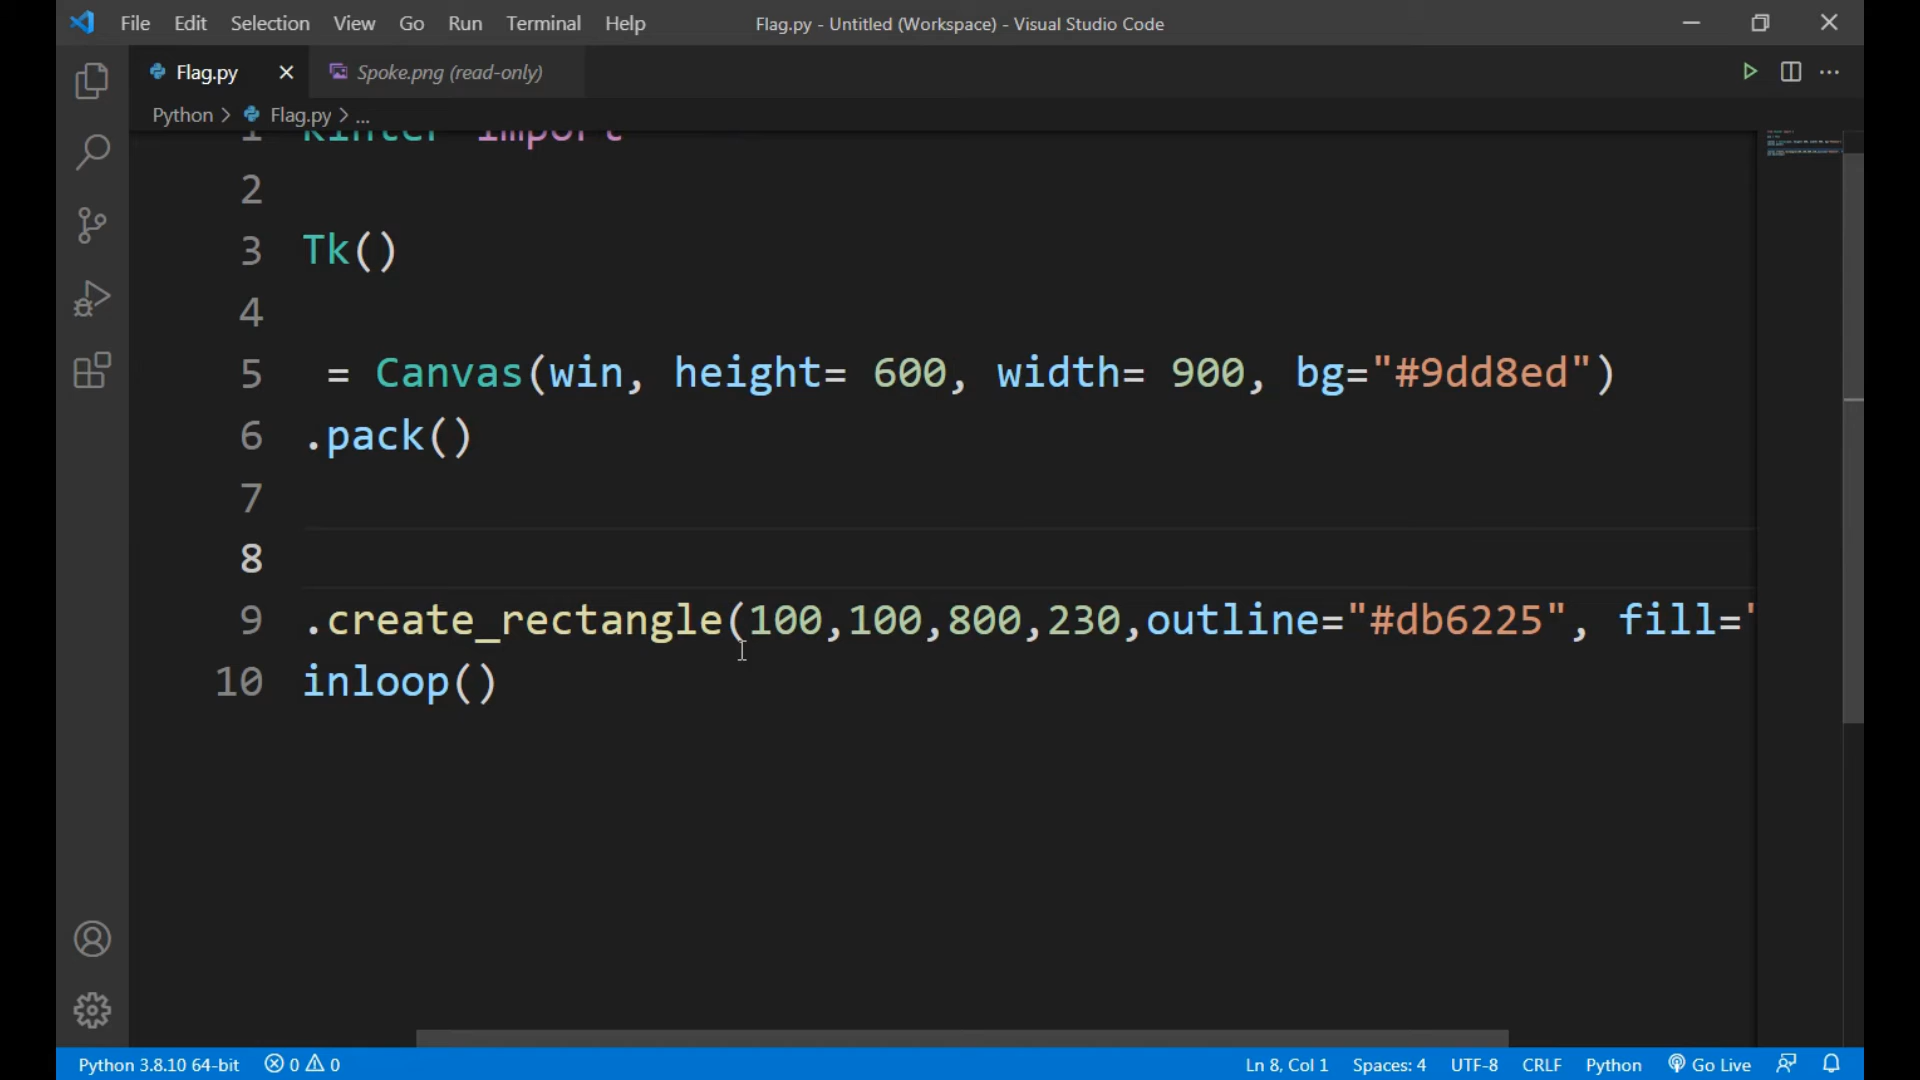 File Edit Selection View Go Run Terminal Help Flag.py - Untitled (Workspace) - Visual Studio Code
Flag.py Spoke.png (read-only)
Python > Flag.py > ...
1 kinter import
2
3 Tk()
4
5 = Canvas(win, height= 600, width= 900, bg="#9dd8ed")
6 .pack()
7
8
9 .create_rectangle(100,100,800,230,outline="#db6225", fill="
10 inloop()
Python 3.8.10 64-bit 0 0 Ln 8, Col 1 Spaces: 4 UTF-8 CRLF Python Go Live